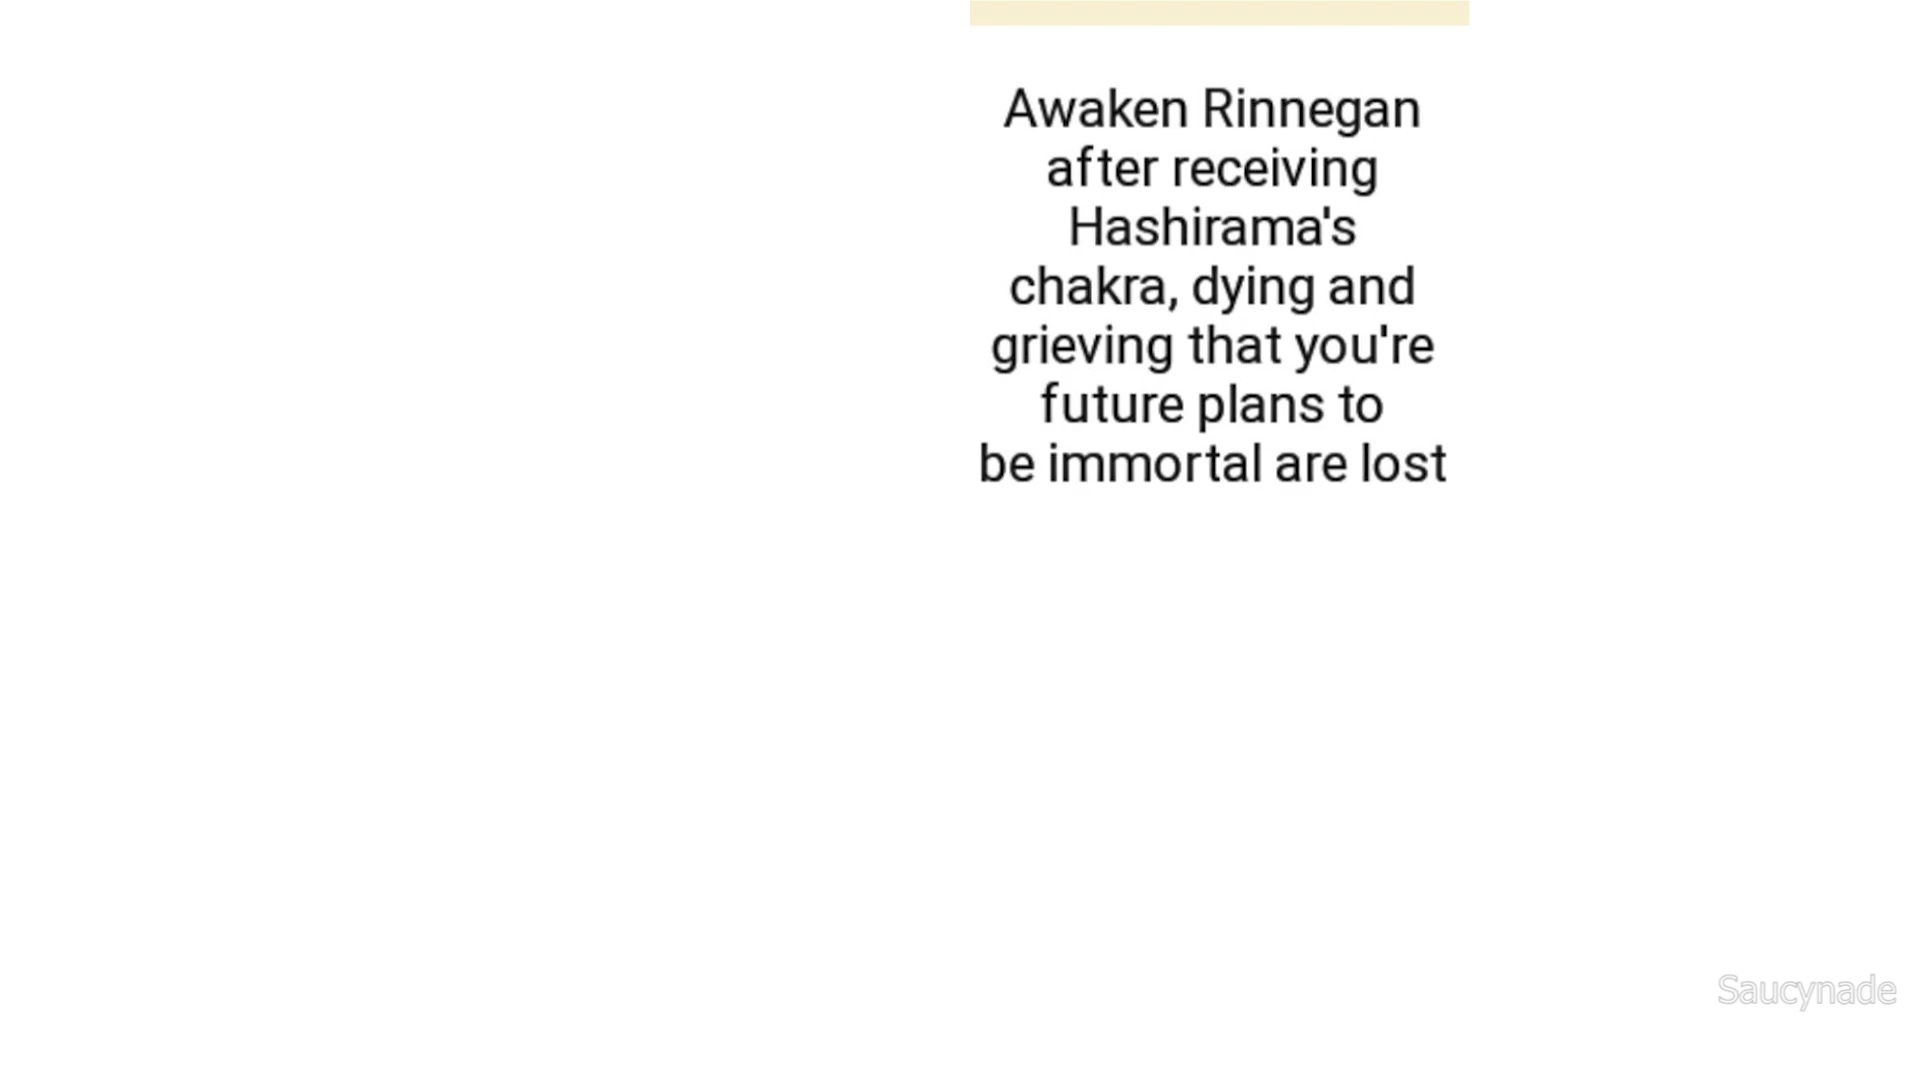 Awaken Rinnegan
after receiving
Hashirama's
chakra, dying and
grieving that you're
future plans to
be immortal are lost
Saucynade